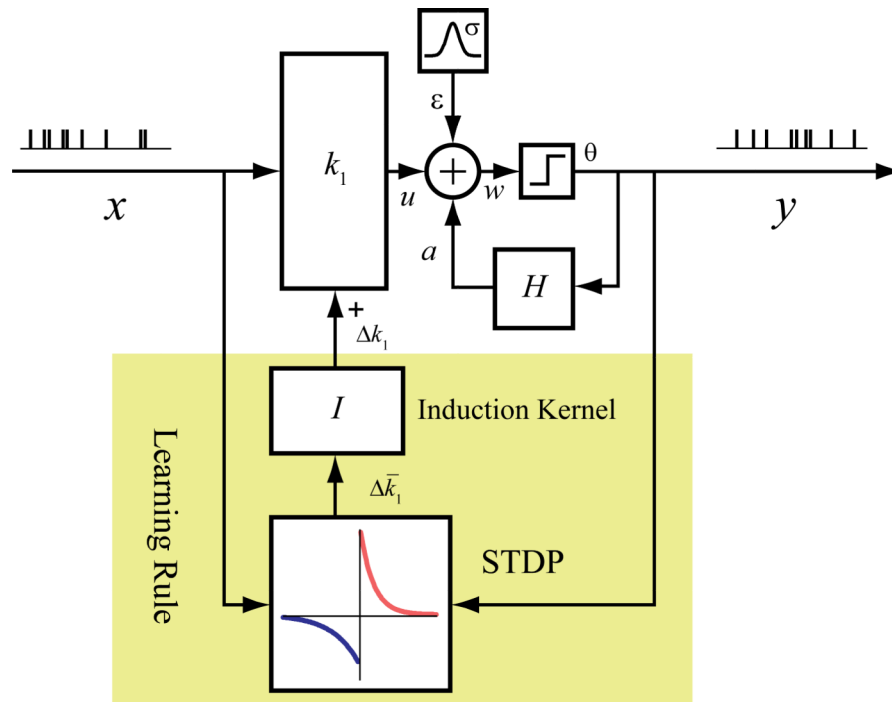 σ
ε
k₁
θ
x
u
w
y
a
H
+
Δk₁
I
Induction Kernel
Learning Rule
Δk̄₁
STDP